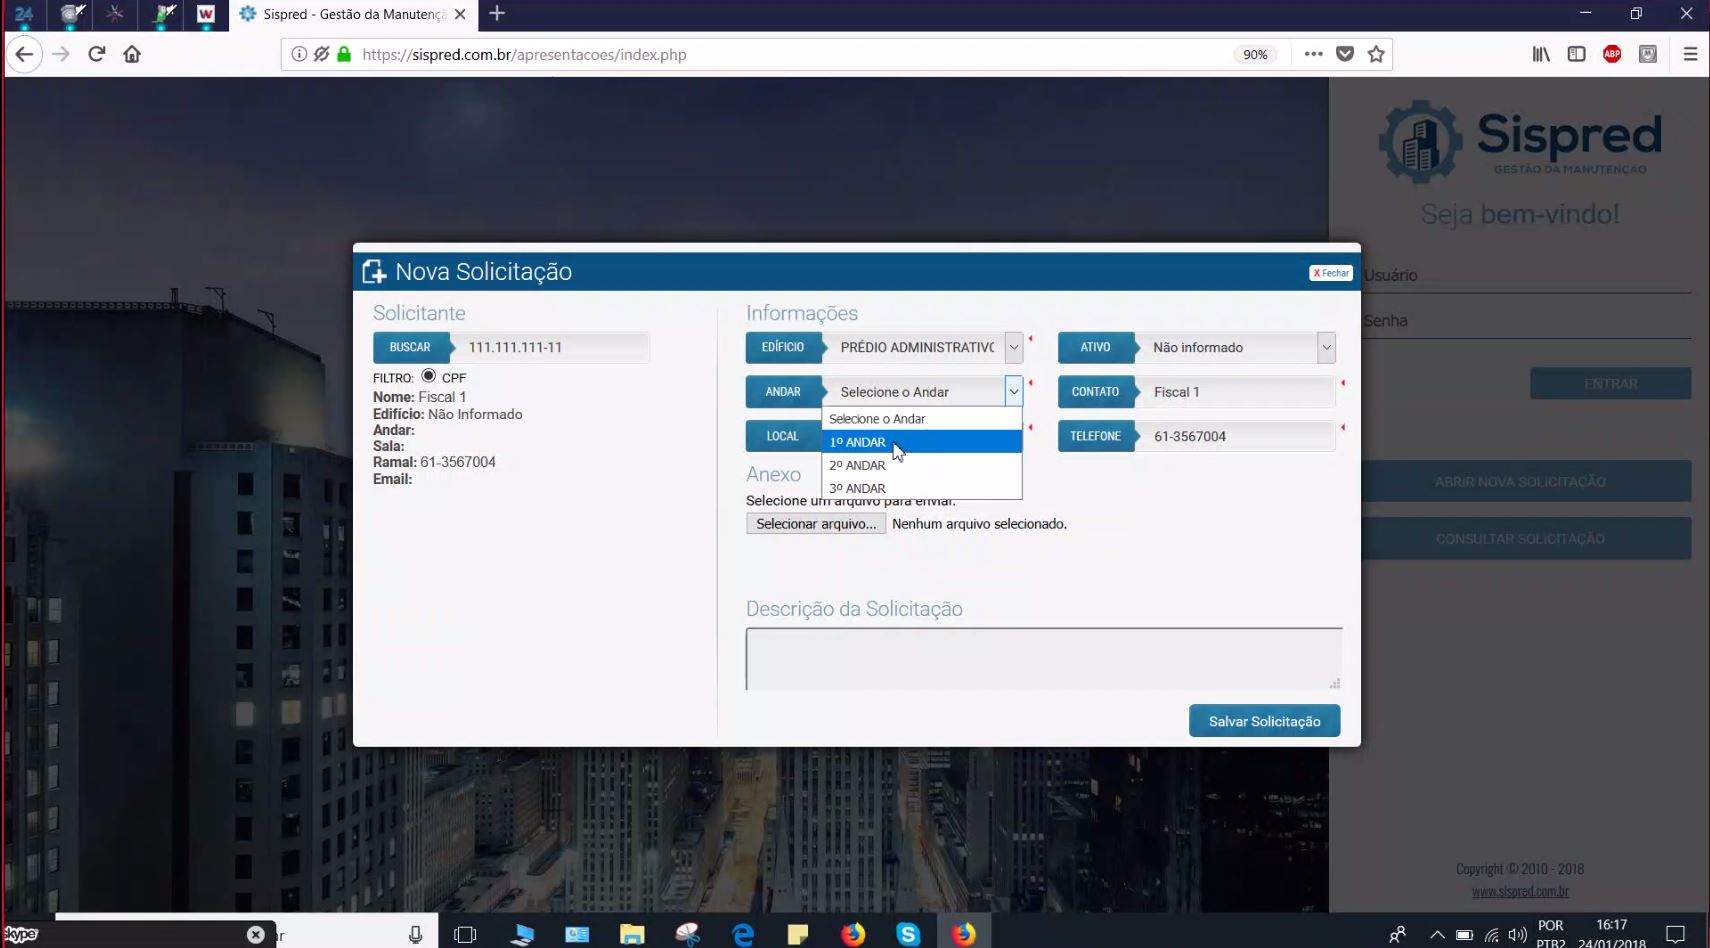 24
W
Sispred - Gestão da Manutençã
https://sispred.com.br/apresentacoes/index.php
90%
ABP
Sispred
GESTÃO DA MANUTENÇÃO
Seja bem-vindo!
Usuário
Senha
ENTRAR
ABRIR NOVA SOLICITAÇÃO
CONSULTAR SOLICITAÇÃO
Copyright © 2010 - 2018
www.sispred.com.br
Nova Solicitação
X Fechar
Solicitante
BUSCAR 111.111.111-11
FILTRO: CPF
Nome: Fiscal 1
Edifício: Não Informado
Andar:
Sala:
Ramal: 61-3567004
Email:
Informações
EDÍFICIO PRÉDIO ADMINISTRATIVO
ATIVO Não informado
ANDAR Selecione o Andar
CONTATO Fiscal 1
Selecione o Andar
1º ANDAR
2º ANDAR
3º ANDAR
LOCAL
TELEFONE 61-3567004
Anexo
Selecione um arquivo para enviar.
Selecionar arquivo... Nenhum arquivo selecionado.
Descrição da Solicitação
Salvar Solicitação
skype
ar
POR
PTB2
16:17
24/01/2018